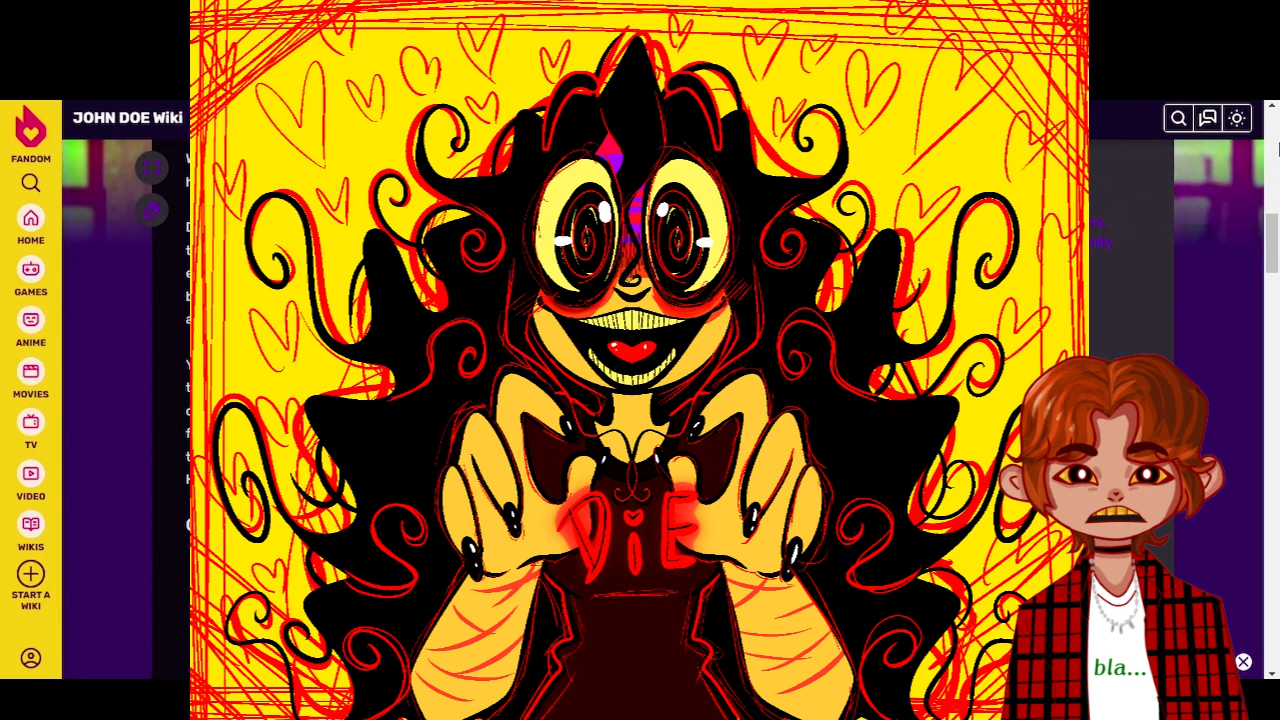 JOHN DOE Wiki
FANDOM
HOME
GAMES
ANIME
MOVIES
TV
VIDEO
WIKIS
START A
WIKI
DiE
bla...